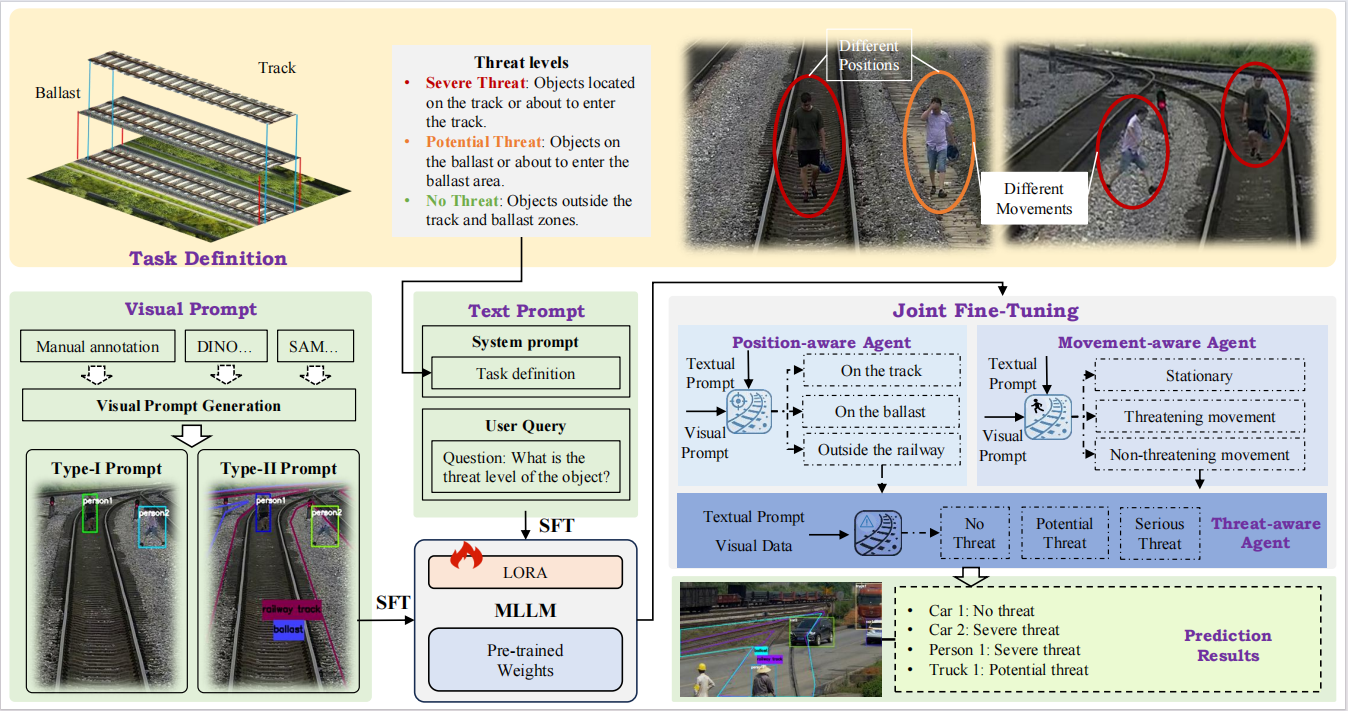 Track
Ballast
Task Definition
Threat levels
• Severe Threat: Objects located
on the track or about to enter
the track.
• Potential Threat: Objects on
the ballast or about to enter the
ballast area.
• No Threat: Objects outside the
track and ballast zones.
Different
Positions
Different
Movements
Visual Prompt
Manual annotation
DINO...
SAM...
Visual Prompt Generation
Type-I Prompt
person1
person2
Type-II Prompt
person1
person2
railway track
ballast
Text Prompt
System prompt
Task definition
User Query
Question: What is the
threat level of the object?
SFT
SFT
LORA
MLLM
Pre-trained
Weights
Joint Fine-Tuning
Position-aware Agent
Textual
Prompt
Visual
Prompt
On the track
On the ballast
Outside the railway
Movement-aware Agent
Textual
Prompt
Visual
Prompt
Stationary
Threatening movement
Non-threatening movement
Textual Prompt
Visual Data
No
Threat
Potential
Threat
Serious
Threat
Threat-aware
Agent
ballast
railway track
• Car 1: No threat
• Car 2: Severe threat
• Person 1: Severe threat
• Truck 1: Potential threat
Prediction
Results